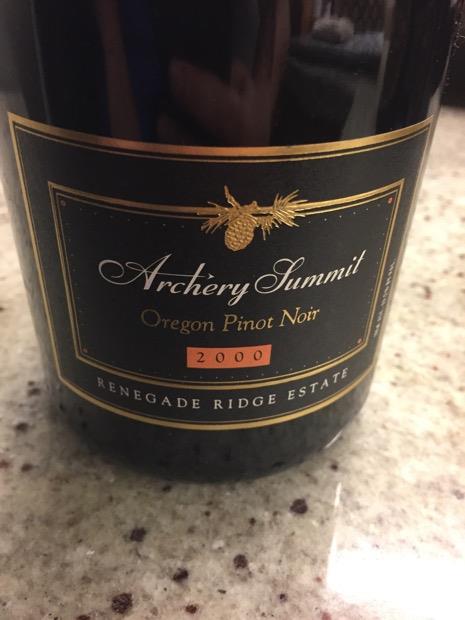 Archery Summit
Oregon Pinot Noir
2000
RENEGADE RIDGE ESTATE